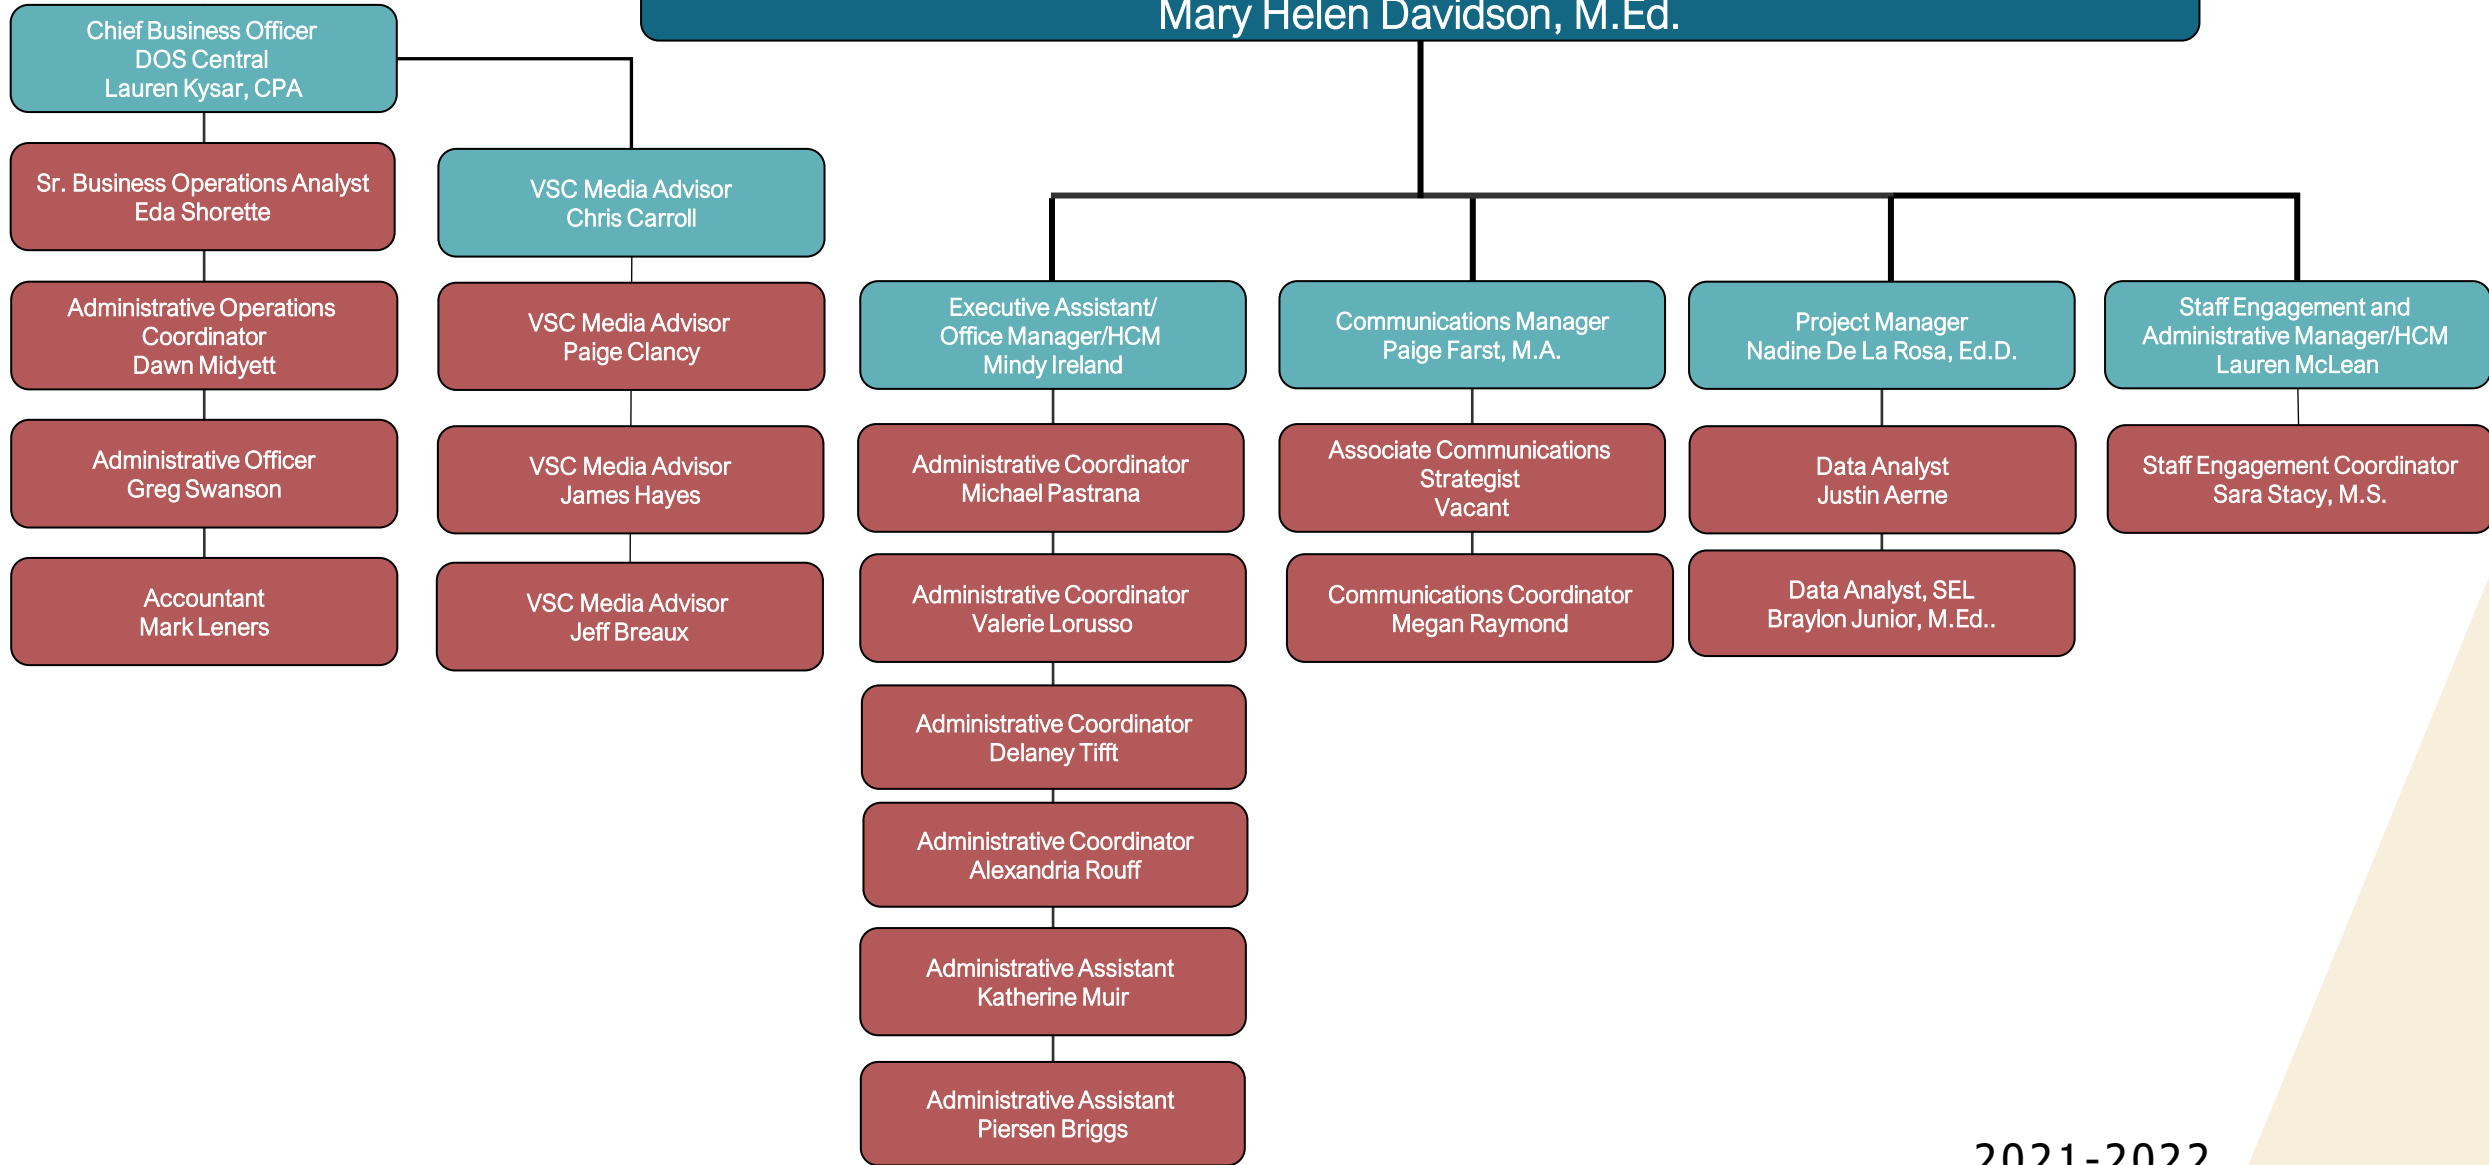 Mary Helen Davidson, M.Ed.
Chief Business Officer
DOS Central
Lauren Kysar, CPA
Sr. Business Operations Analyst
Eda Shorette
Administrative Operations
Coordinator
Dawn Midyett
Administrative Officer
Greg Swanson
Accountant
Mark Leners
VSC Media Advisor
Chris Carroll
VSC Media Advisor
Paige Clancy
VSC Media Advisor
James Hayes
VSC Media Advisor
Jeff Breaux
Executive Assistant/
Office Manager/HCM
Mindy Ireland
Administrative Coordinator
Michael Pastrana
Administrative Coordinator
Valerie Lorusso
Administrative Coordinator
Delaney Tifft
Administrative Coordinator
Alexandria Rouff
Administrative Assistant
Katherine Muir
Administrative Assistant
Piersen Briggs
Communications Manager
Paige Farst, M.A.
Associate Communications
Strategist
Vacant
Communications Coordinator
Megan Raymond
Project Manager
Nadine De La Rosa, Ed.D.
Data Analyst
Justin Aerne
Data Analyst, SEL
Braylon Junior, M.Ed..
Staff Engagement and
Administrative Manager/HCM
Lauren McLean
Staff Engagement Coordinator
Sara Stacy, M.S.
2021-2022